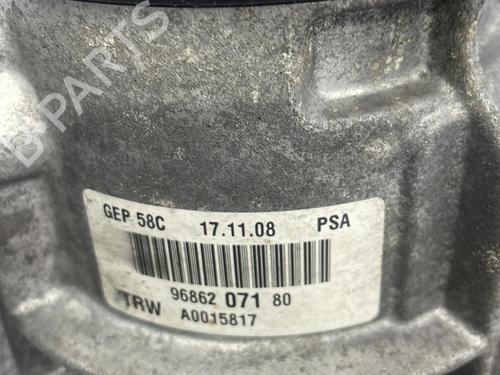 B-PARTS
GEP 58C 17.11.08 PSA
96862 071 80
TRW A0015817